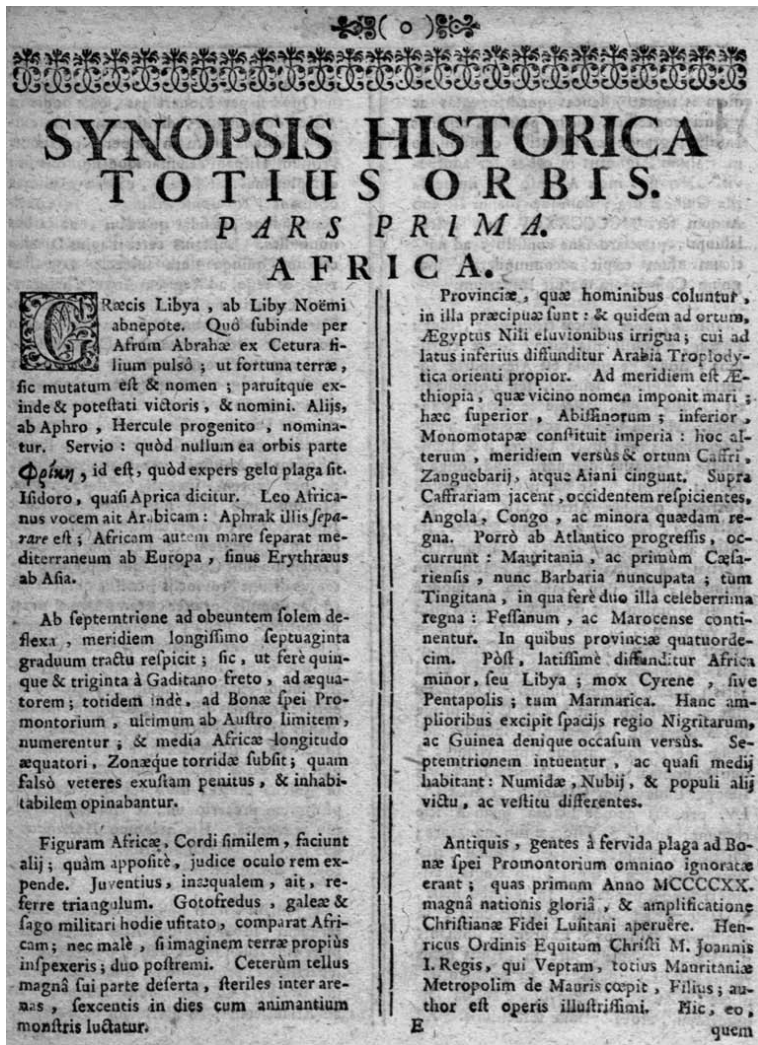 ( o )
SYNOPSIS HISTORICA
TOTIUS ORBIS.
PARS PRIMA.
AFRICA.
GRæcis Libya, ab Liby Noëmi
abnepote. Quô subinde per
Afrum Abrahæ ex Cetura fi-
lium pulsô; ut fortuna terræ,
sic mutatum est & nomen; paruítque ex-
inde & potestati victoris, & nomini. Alijs,
ab Aphro, Hercule progenito, nomina-
tur. Servio: quòd nullum ea orbis parte
Φρίκη, id est, quòd expers gelu plaga sit.
Isidoro, quasi Aprica dicitur. Leo Africa-
nus vocem ait Arabicam: Aphrak illis sepa-
rare est; Africam autem mare separat me-
diterraneum ab Europa, sinus Erythræus
ab Asia.
Ab septemtrione ad obeuntem solem de-
flexa, meridiem longissimo septuaginta
graduum tractu respicit; sic, ut ferè quin-
que & triginta à Gaditano freto, ad æqua-
torem; totidem indè, ad Bonæ spei Pro-
montorium, ultimum ab Austro limitem,
numerentur; & media Africæ longitudo
æquatori, Zonæque torridæ subsit; quam
falsò veteres exustam penitus, & inhabi-
tabilem opinabantur.
Figuram Africæ, Cordi similem, faciunt
alij; quàm appositè, judice oculo rem ex-
pende. Juventius, inæqualem, ait, re-
ferre triangulum. Gotofredus, galeæ &
sago militari hodie usitato, comparat Afri-
cam; nec malè, si imaginem terræ propiùs
inspexeris; duo postremi. Ceterùm tellus
magnâ sui parte deserta, steriles inter are-
nas, sexcentis in dies cum animantium
monstris luctatur.
Provinciæ, quæ hominibus coluntur,
in illa præcipuæ sunt: & quidem ad ortum,
Ægyptus Nili eluvionibus irrigua; cui ad
latus inferius diffunditur Arabia Troplody-
tica orienti propior. Ad meridiem est Æ-
thiopia, quæ vicino nomen imponit mari;
hæc superior, Abissinorum; inferior,
Monomotapæ constituit imperia: hoc al-
terum, meridiem versùs & ortum Caffri,
Zanguebarij, atque Aiani cingunt. Supra
Caffrariam jacent, occidentem respicientes,
Angola, Congo, ac minora quædam re-
gna. Porrò ab Atlantico progressis, oc-
currunt: Mauritania, ac primùm Cæsa-
riensis, nunc Barbaria nuncupata; tum
Tingitana, in qua ferè duo illa celeberrima
regna: Fessanum, ac Marocense conti-
nentur. In quibus provinciæ quatuorde-
cim. Pòst, latissimè diffunditur Africa
minor, seu Libya; mox Cyrene, sive
Pentapolis; tum Marmarica. Hanc am-
plioribus excipit spacijs regio Nigritarum,
ac Guinea denique occasum versùs. Se-
ptemtrionem intuentur, ac quasi medij
habitant: Numidæ, Nubij, & populi alij
victu, ac vestitu differentes.
Antiquis, gentes à fervida plaga ad Bo-
næ spei Promontorium omnino ignoratæ
erant; quas primum Anno MCCCCXX.
magnâ nationis gloriâ, & amplificatione
Christianæ Fidei Lusitani aperuêre. Hen-
ricus Ordinis Equitum Christi M. Joannis
I. Regis, qui Veptam, totius Mauritaniæ
Metropolim de Mauris cœpit, Filius; au-
thor est operis illustrissimi. Hic, eo,
E quem